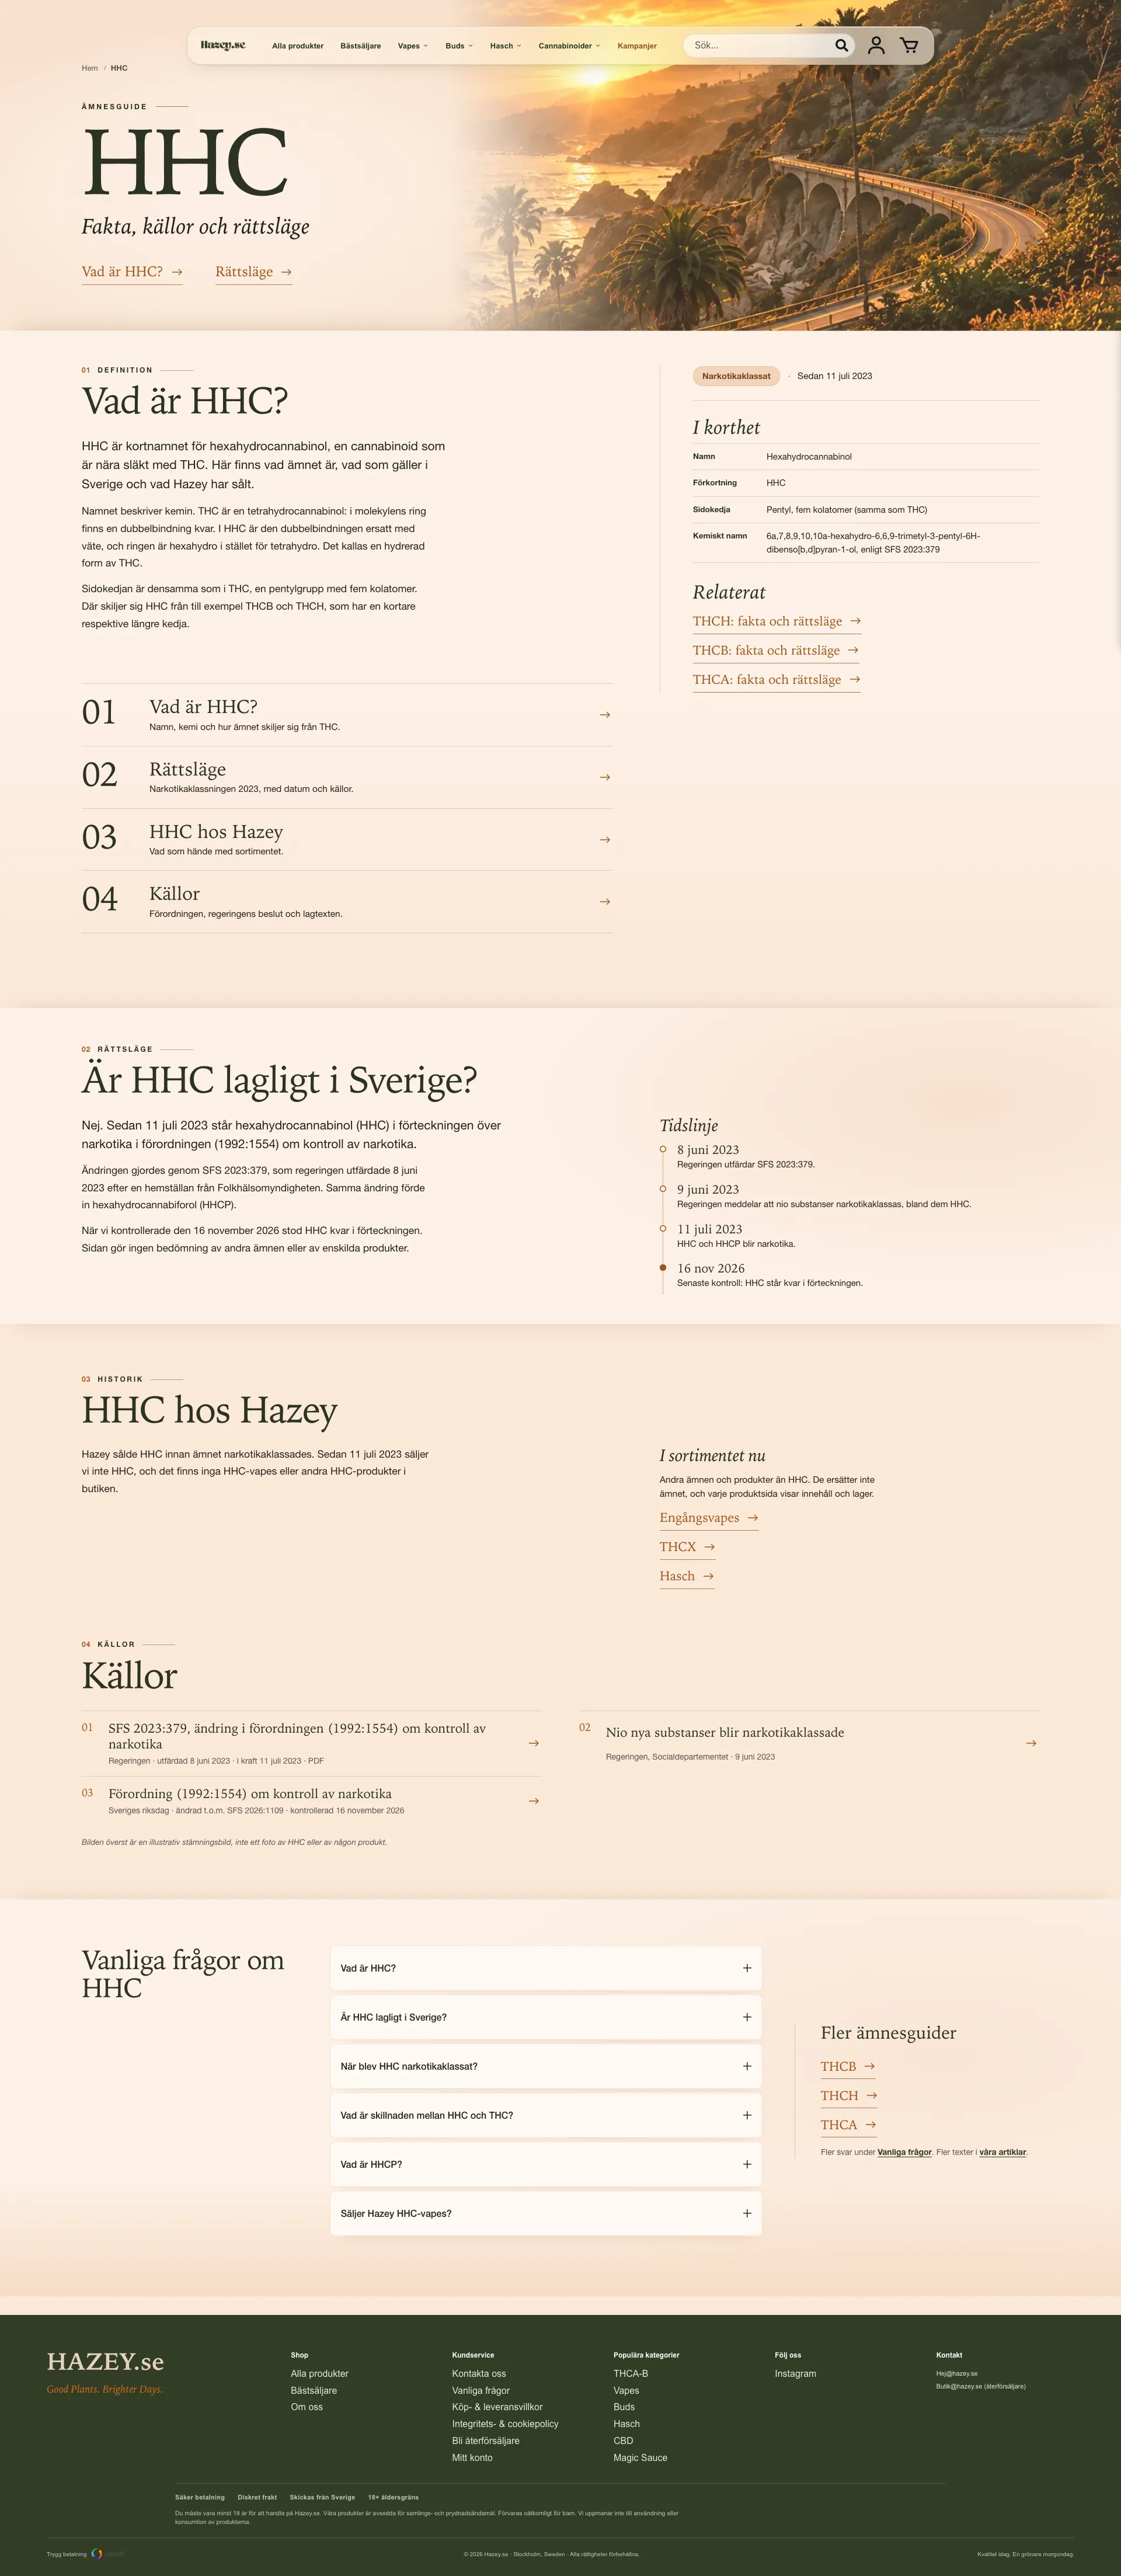 Hazey.se
Alla produkter
Bästsäljare
Vapes
Buds
Hasch
Cannabinoider
Kampanjer
Sök...
Hem / HHC
ÄMNESGUIDE
HHC
Fakta, källor och rättsläge
Vad är HHC? →
Rättsläge →
01 DEFINITION
Vad är HHC?
HHC är kortnamnet för hexahydrocannabinol, en cannabinoid som
är nära släkt med THC. Här finns vad ämnet är, vad som gäller i
Sverige och vad Hazey har sålt.
Namnet beskriver kemin. THC är en tetrahydrocannabinol: i molekylens ring
finns en dubbelbindning kvar. I HHC är den dubbelbindningen ersatt med
väte, och ringen är hexahydro i stället för tetrahydro. Det kallas en hydrerad
form av THC.
Sidokedjan är densamma som i THC, en pentylgrupp med fem kolatomer.
Där skiljer sig HHC från till exempel THCB och THCH, som har en kortare
respektive längre kedja.
01
Vad är HHC?
Namn, kemi och hur ämnet skiljer sig från THC.
→
02
Rättsläge
Narkotikaklassningen 2023, med datum och källor.
→
03
HHC hos Hazey
Vad som hände med sortimentet.
→
04
Källor
Förordningen, regeringens beslut och lagtexten.
→
Narkotikaklassat · Sedan 11 juli 2023
I korthet
Namn Hexahydrocannabinol
Förkortning HHC
Sidokedja Pentyl, fem kolatomer (samma som THC)
Kemiskt namn 6a,7,8,9,10,10a-hexahydro-6,6,9-trimetyl-3-pentyl-6H-
dibenso[b,d]pyran-1-ol, enligt SFS 2023:379
Relaterat
THCH: fakta och rättsläge →
THCB: fakta och rättsläge →
THCA: fakta och rättsläge →
02 RÄTTSLÄGE
Är HHC lagligt i Sverige?
Nej. Sedan 11 juli 2023 står hexahydrocannabinol (HHC) i förteckningen över
narkotika i förordningen (1992:1554) om kontroll av narkotika.
Ändringen gjordes genom SFS 2023:379, som regeringen utfärdade 8 juni
2023 efter en hemställan från Folkhälsomyndigheten. Samma ändring förde
in hexahydrocannabiforol (HHCP).
När vi kontrollerade den 16 november 2026 stod HHC kvar i förteckningen.
Sidan gör ingen bedömning av andra ämnen eller av enskilda produkter.
Tidslinje
8 juni 2023
Regeringen utfärdar SFS 2023:379.
9 juni 2023
Regeringen meddelar att nio substanser narkotikaklassas, bland dem HHC.
11 juli 2023
HHC och HHCP blir narkotika.
16 nov 2026
Senaste kontroll: HHC står kvar i förteckningen.
03 HISTORIK
HHC hos Hazey
Hazey sålde HHC innan ämnet narkotikaklassades. Sedan 11 juli 2023 säljer
vi inte HHC, och det finns inga HHC-vapes eller andra HHC-produkter i
butiken.
I sortimentet nu
Andra ämnen och produkter än HHC. De ersätter inte
ämnet, och varje produktsida visar innehåll och lager.
Engångsvapes →
THCX →
Hasch →
04 KÄLLOR
Källor
01
SFS 2023:379, ändring i förordningen (1992:1554) om kontroll av
narkotika
Regeringen · utfärdad 8 juni 2023 · i kraft 11 juli 2023 · PDF
→
02
Nio nya substanser blir narkotikaklassade
Regeringen, Socialdepartementet · 9 juni 2023
→
03
Förordning (1992:1554) om kontroll av narkotika
Sveriges riksdag · ändrad t.o.m. SFS 2026:1109 · kontrollerad 16 november 2026
→
Bilden överst är en illustrativ stämningsbild, inte ett foto av HHC eller av någon produkt.
Vanliga frågor om
HHC
Vad är HHC? +
Är HHC lagligt i Sverige? +
När blev HHC narkotikaklassat? +
Vad är skillnaden mellan HHC och THC? +
Vad är HHCP? +
Säljer Hazey HHC-vapes? +
Fler ämnesguider
THCB →
THCH →
THCA →
Fler svar under Vanliga frågor. Fler texter i våra artiklar.
HAZEY.se
Good Plants. Brighter Days.
Shop
Alla produkter
Bästsäljare
Om oss
Kundservice
Kontakta oss
Vanliga frågor
Köp- & leveransvillkor
Integritets- & cookiepolicy
Bli återförsäljare
Mitt konto
Populära kategorier
THCA-B
Vapes
Buds
Hasch
CBD
Magic Sauce
Följ oss
Instagram
Kontakt
Hej@hazey.se
Butik@hazey.se (återförsäljare)
Säker betalning
Diskret frakt
Skickas från Sverige
18+ åldersgräns
Du måste vara minst 18 år för att handla på Hazey.se. Våra produkter är avsedda för samlings- och prydnadsändamål. Förvaras oåtkomligt för barn. Vi uppmanar inte till användning eller
konsumtion av produkterna.
Trygg betalning
© 2026 Hazey.se · Stockholm, Sweden · Alla rättigheter förbehållna.
Kvalitet idag. En grönare morgondag.